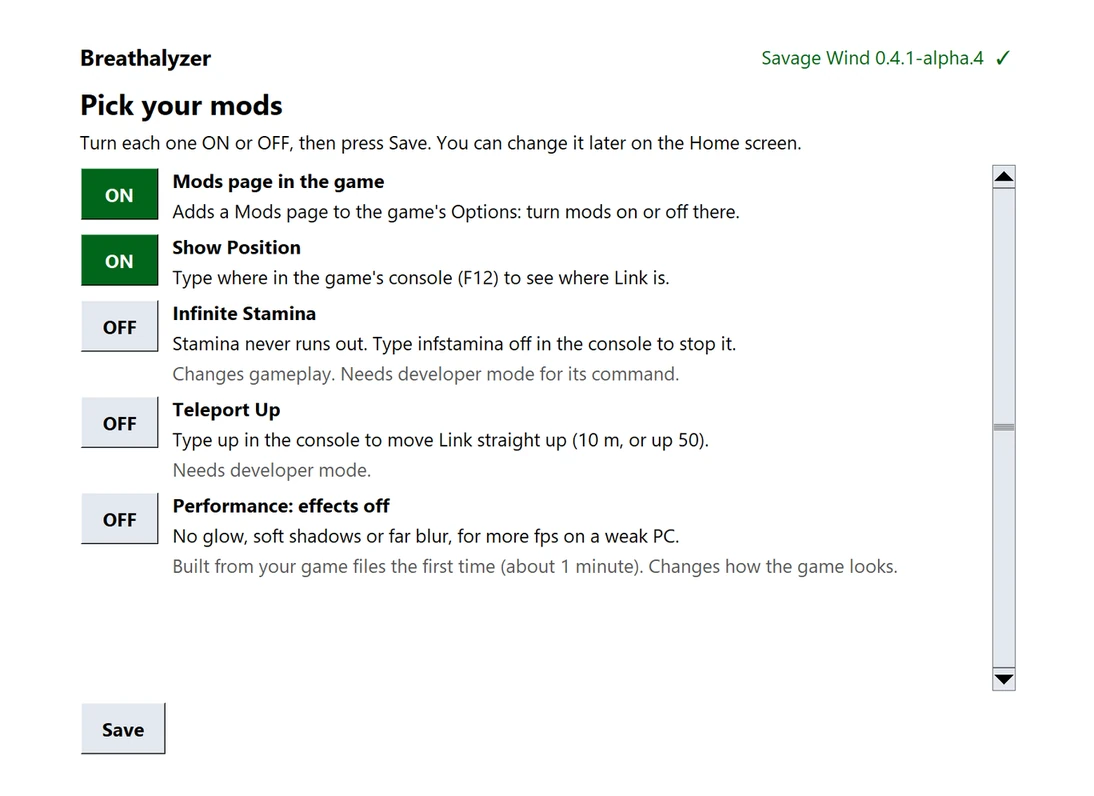 Breathalyzer
Savage Wind 0.4.1-alpha.4 ✓
Pick your mods
Turn each one ON or OFF, then press Save. You can change it later on the Home screen.
ON
Mods page in the game
Adds a Mods page to the game's Options: turn mods on or off there.
ON
Show Position
Type where in the game's console (F12) to see where Link is.
OFF
Infinite Stamina
Stamina never runs out. Type infstamina off in the console to stop it.
Changes gameplay. Needs developer mode for its command.
OFF
Teleport Up
Type up in the console to move Link straight up (10 m, or up 50).
Needs developer mode.
OFF
Performance: effects off
No glow, soft shadows or far blur, for more fps on a weak PC.
Built from your game files the first time (about 1 minute). Changes how the game looks.
Save